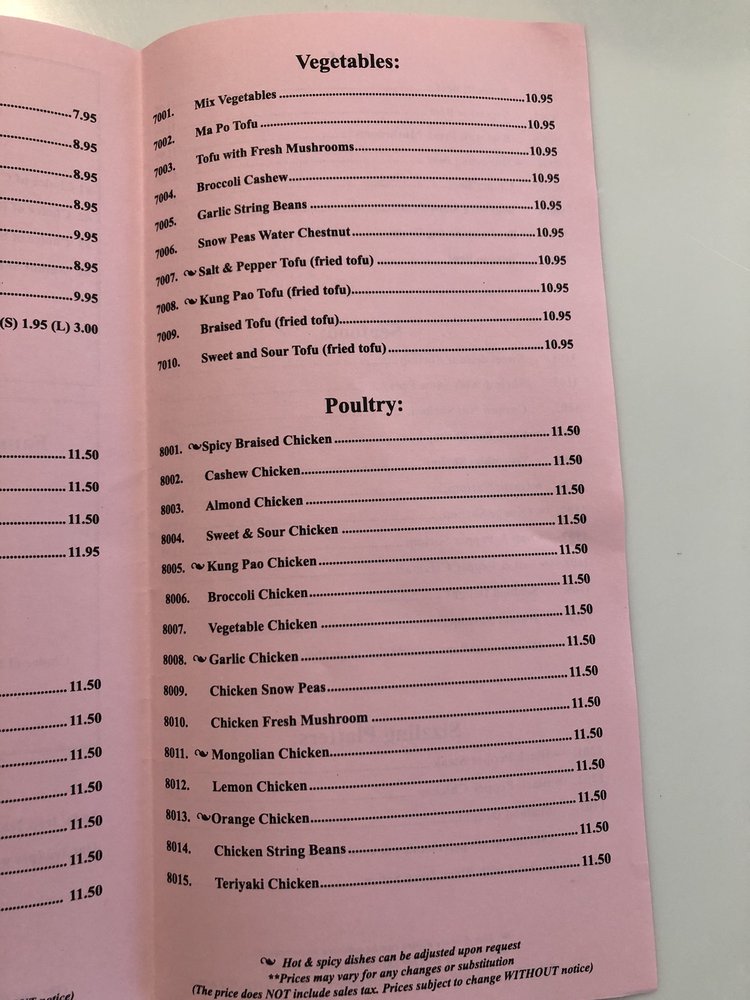 7.95
8.95
8.95
8.95
9.95
8.95
9.95
(S) 1.95 (L) 3.00
11.50
11.50
11.50
11.95
11.50
11.50
11.50
11.50
11.50
11.50
11.50
notice)
Vegetables:
7001. Mix Vegetables 10.95
7002. Ma Po Tofu 10.95
7003. Tofu with Fresh Mushrooms 10.95
7004. Broccoli Cashew 10.95
7005. Garlic String Beans 10.95
7006. Snow Peas Water Chestnut 10.95
7007. Salt & Pepper Tofu (fried tofu) 10.95
7008. Kung Pao Tofu (fried tofu) 10.95
7009. Braised Tofu (fried tofu) 10.95
7010. Sweet and Sour Tofu (fried tofu) 10.95
Poultry:
8001. Spicy Braised Chicken 11.50
8002. Cashew Chicken 11.50
8003. Almond Chicken 11.50
8004. Sweet & Sour Chicken 11.50
8005. Kung Pao Chicken 11.50
8006. Broccoli Chicken 11.50
8007. Vegetable Chicken 11.50
8008. Garlic Chicken 11.50
8009. Chicken Snow Peas 11.50
8010. Chicken Fresh Mushroom 11.50
8011. Mongolian Chicken 11.50
8012. Lemon Chicken 11.50
8013. Orange Chicken 11.50
8014. Chicken String Beans 11.50
8015. Teriyaki Chicken 11.50
Hot & spicy dishes can be adjusted upon request
**Prices may vary for any changes or substitution
(The price does NOT include sales tax. Prices subject to change WITHOUT notice)